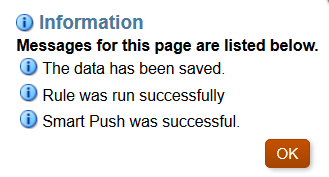 Information
Messages for this page are listed below.
The data has been saved.
Rule was run successfully
Smart Push was successful.
OK